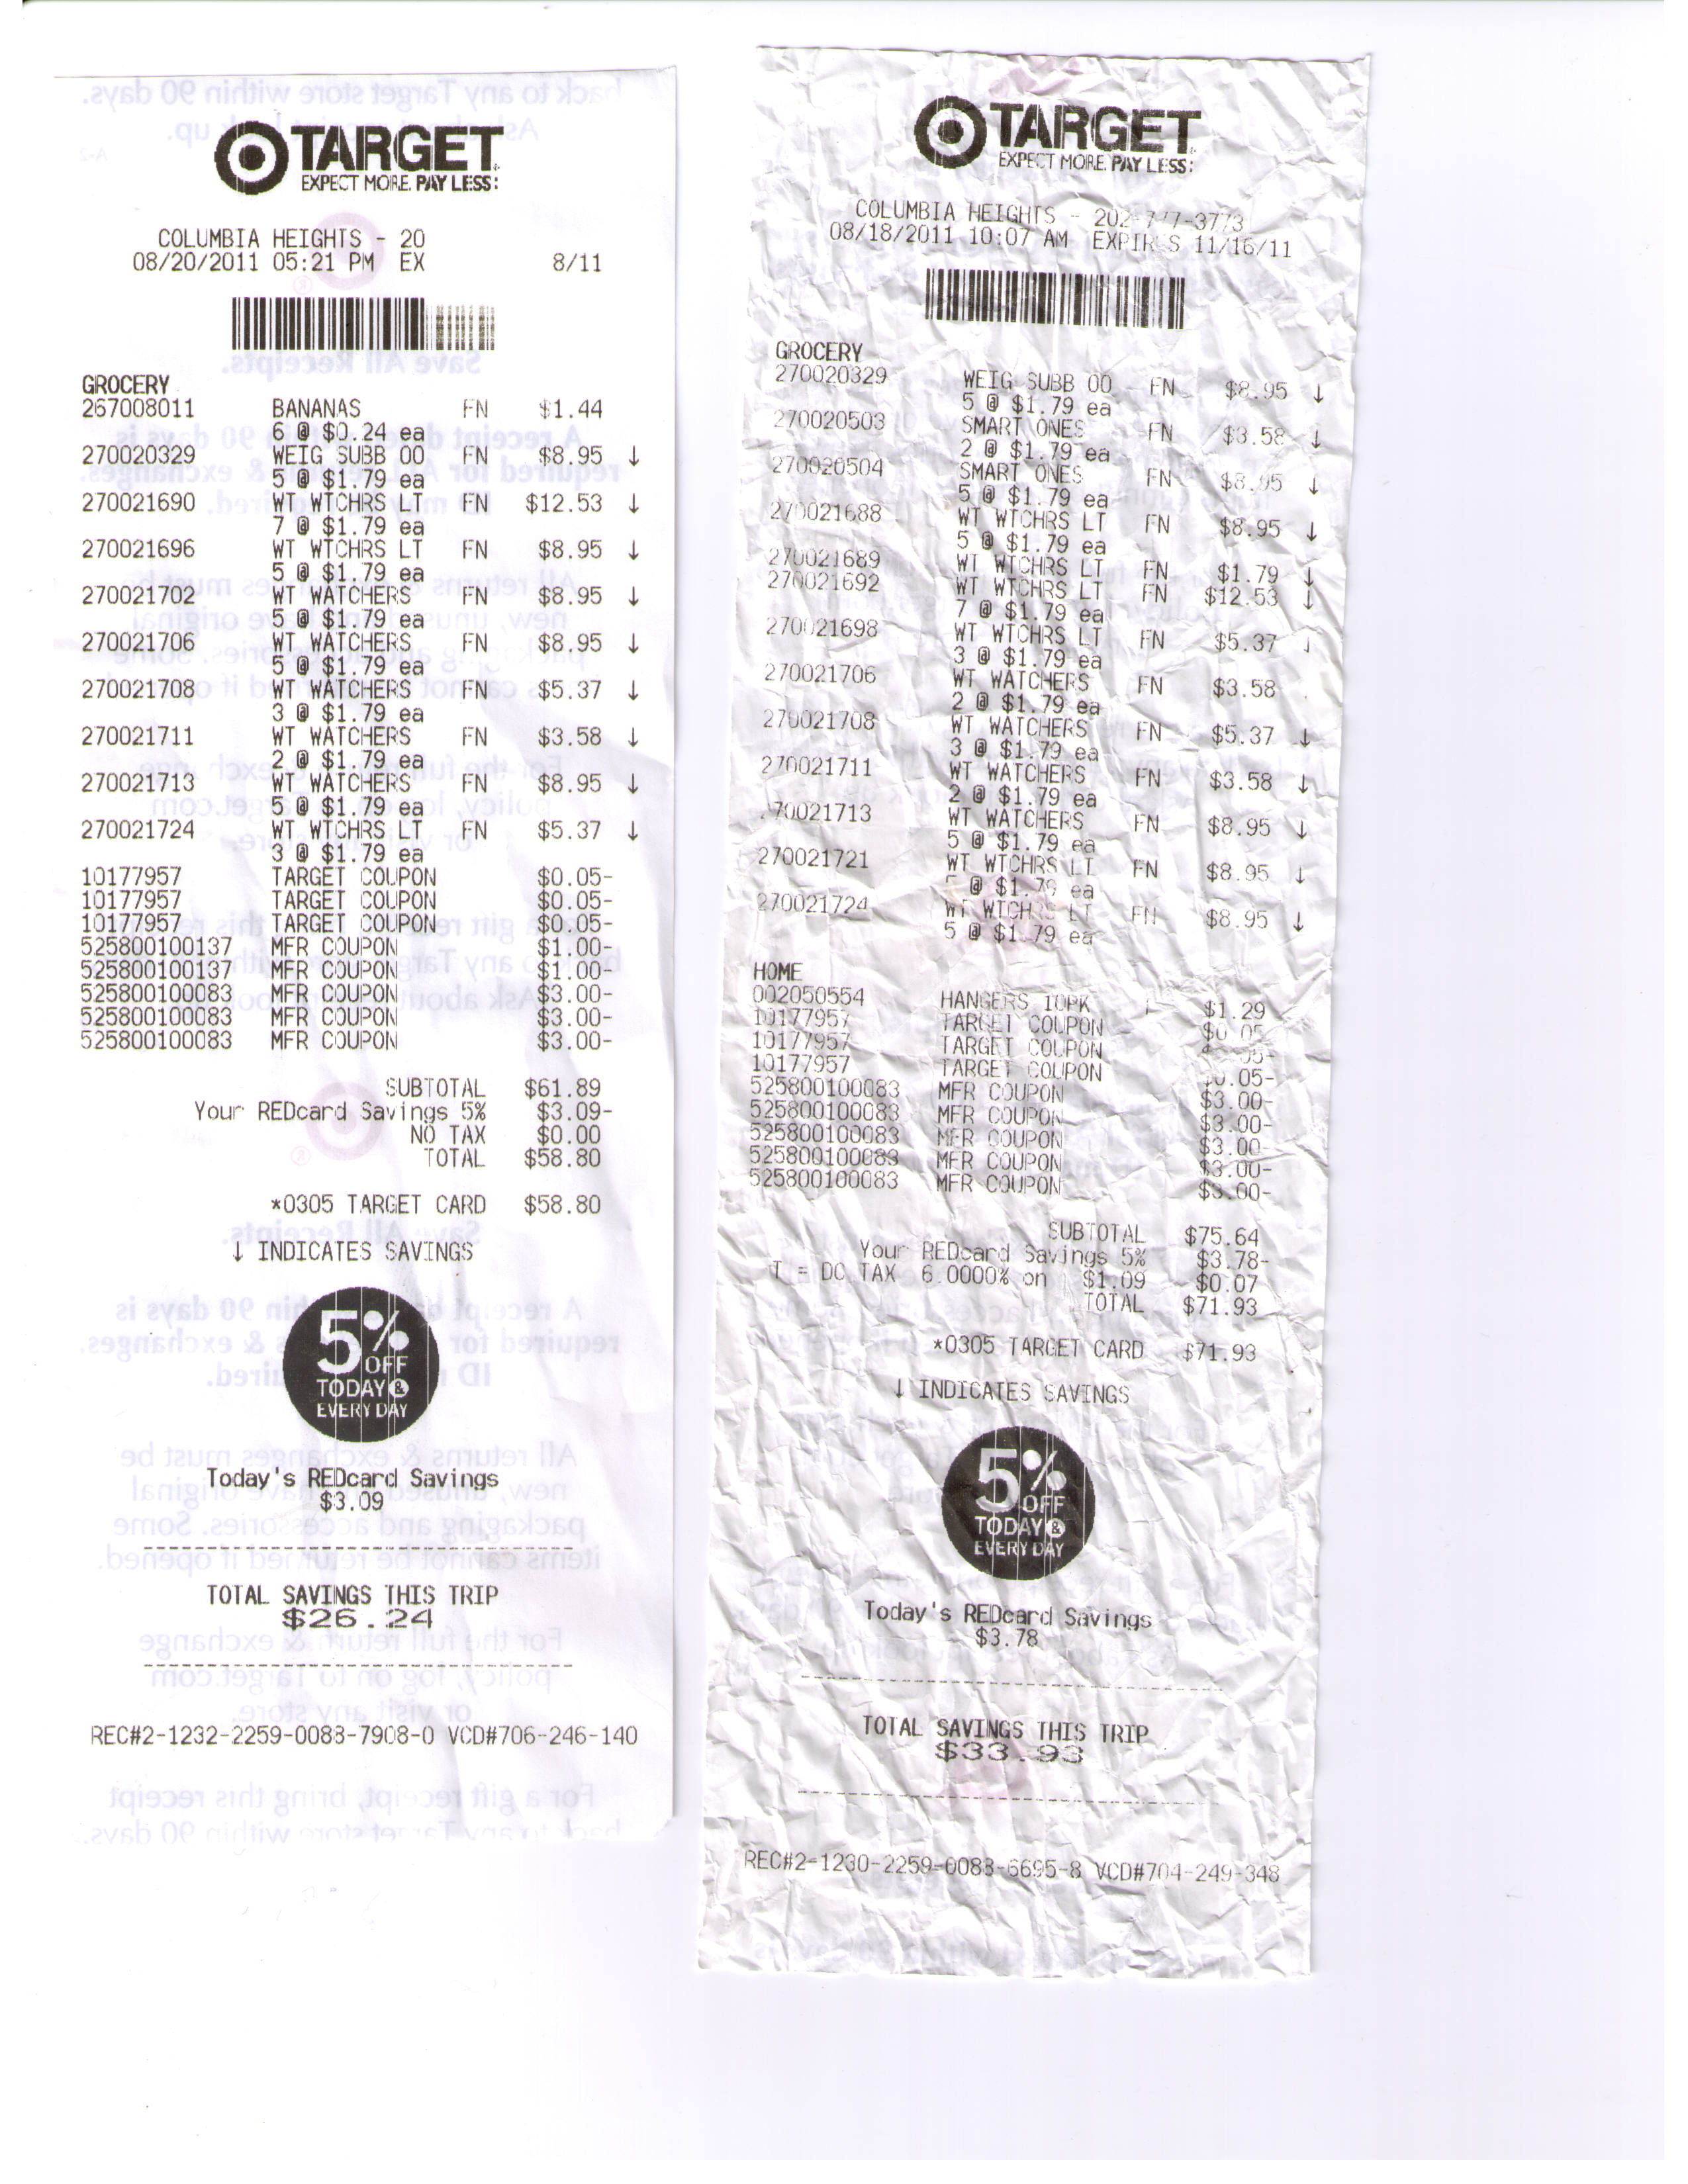 TARGET
EXPECT MORE. PAY LESS:
COLUMBIA HEIGHTS - 20
08/20/2011 05:21 PM EX 8/11
GROCERY
267008011 BANANAS FN $1.44
6 @ $0.24 ea
270020329 WEIG SUBB OO FN $8.95 ↓
5 @ $1.79 ea
270021690 WT WTCHRS LT FN $12.53 ↓
7 @ $1.79 ea
270021696 WT WTCHRS LT FN $8.95 ↓
5 @ $1.79 ea
270021702 WT WATCHERS FN $8.95 ↓
5 @ $1.79 ea
270021706 WT WATCHERS FN $8.95 ↓
5 @ $1.79 ea
270021708 WT WATCHERS FN $5.37 ↓
3 @ $1.79 ea
270021711 WT WATCHERS FN $3.58 ↓
2 @ $1.79 ea
270021713 WT WATCHERS FN $8.95 ↓
5 @ $1.79 ea
270021724 WT WTCHRS LT FN $5.37 ↓
3 @ $1.79 ea
10177957 TARGET COUPON $0.05-
10177957 TARGET COUPON $0.05-
10177957 TARGET COUPON $0.05-
525800100137 MFR COUPON $1.00-
525800100137 MFR COUPON $1.00-
525800100083 MFR COUPON $3.00-
525800100083 MFR COUPON $3.00-
525800100083 MFR COUPON $3.00-
SUBTOTAL $61.89
Your REDcard Savings 5% $3.09-
NO TAX $0.00
TOTAL $58.80
*0305 TARGET CARD $58.80
↓ INDICATES SAVINGS
5% OFF
TODAY &
EVERY DAY
Today's REDcard Savings
$3.09
TOTAL SAVINGS THIS TRIP
$26.24
REC#2-1232-2259-0088-7908-0 VCD#706-246-140
TARGET
EXPECT MORE. PAY LESS:
COLUMBIA HEIGHTS - 202-777-3773
08/18/2011 10:07 AM EXPIRES 11/16/11
GROCERY
270020329 WEIG SUBB OO FN $8.95 ↓
5 @ $1.79 ea
270020503 SMART ONES FN $3.58 ↓
2 @ $1.79 ea
270020504 SMART ONES FN $8.95 ↓
5 @ $1.79 ea
270021688 WT WTCHRS LT FN $8.95 ↓
5 @ $1.79 ea
270021689 WT WTCHRS LT FN $1.79 ↓
270021692 WT WTCHRS LT FN $12.53 ↓
7 @ $1.79 ea
270021698 WT WTCHRS LT FN $5.37 ↓
3 @ $1.79 ea
270021706 WT WATCHERS FN $3.58
2 @ $1.79 ea
270021708 WT WATCHERS FN $5.37 ↓
3 @ $1.79 ea
270021711 WT WATCHERS FN $3.58 ↓
2 @ $1.79 ea
70021713 WT WATCHERS FN $8.95 ↓
5 @ $1.79 ea
270021721 WT WTCHRS LT FN $8.95 ↓
@ $1.79 ea
270021724 WT WTCHRS LT FN $8.95 ↓
5 @ $1.79 ea
HOME
002050554 HANGERS 10PK $1.29
10177957 TARGET COUPON
10177957 TARGET COUPON
10177957 TARGET COUPON $0.05-
525800100083 MFR COUPON $3.00-
525800100083 MFR COUPON $3.00-
525800100083 MFR COUPON $3.00-
525800100083 MFR COUPON $3.00-
525800100083 MFR COUPON $3.00-
SUBTOTAL $75.64
Your REDcard Savings 5% $3.78-
T = DC TAX 6.0000% on $1.09 $0.07
TOTAL $71.93
*0305 TARGET CARD $71.93
↓ INDICATES SAVINGS
5% OFF
TODAY &
EVERY DAY
Today's REDcard Savings
$3.78
TOTAL SAVINGS THIS TRIP
$33.93
REC#2-1230-2259-0088-6695-8 VCD#704-249-348